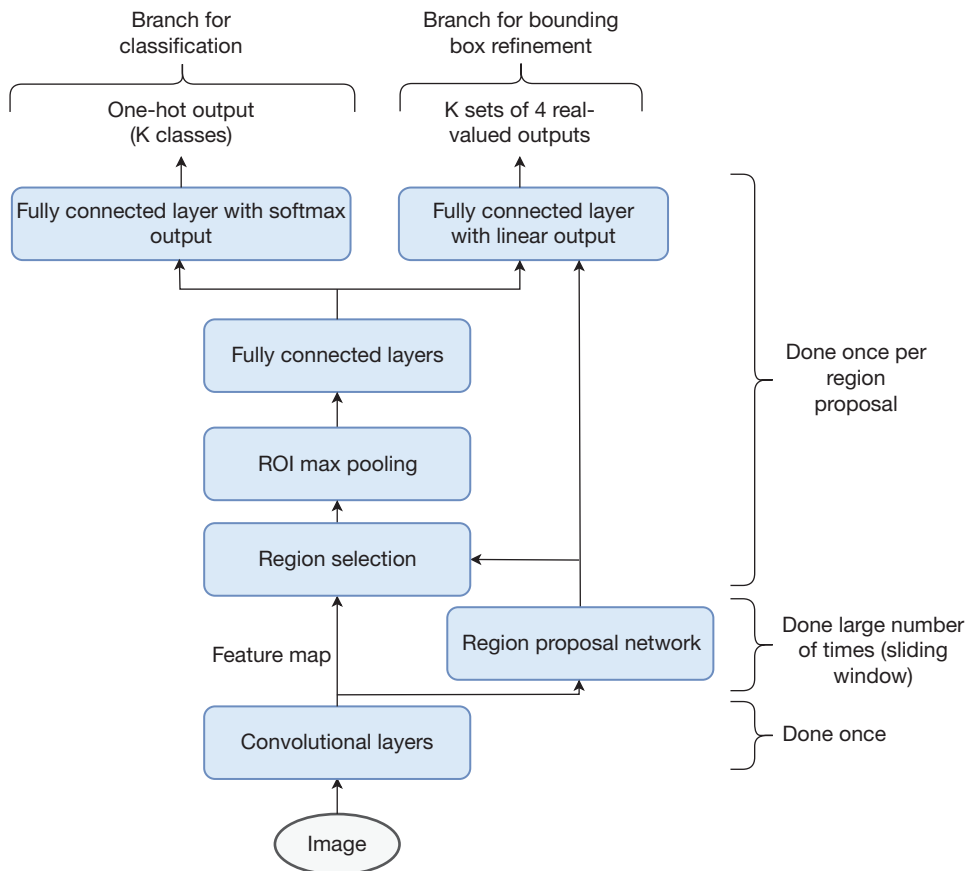 Branch for
classification
Branch for bounding
box refinement
One-hot output
(K classes)
K sets of 4 real-
valued outputs
Fully connected layer with softmax
output
Fully connected layer
with linear output
Fully connected layers
Done once per
region
proposal
ROI max pooling
Region selection
Feature map
Region proposal network
Done large number
of times (sliding
window)
Convolutional layers
Done once
Image